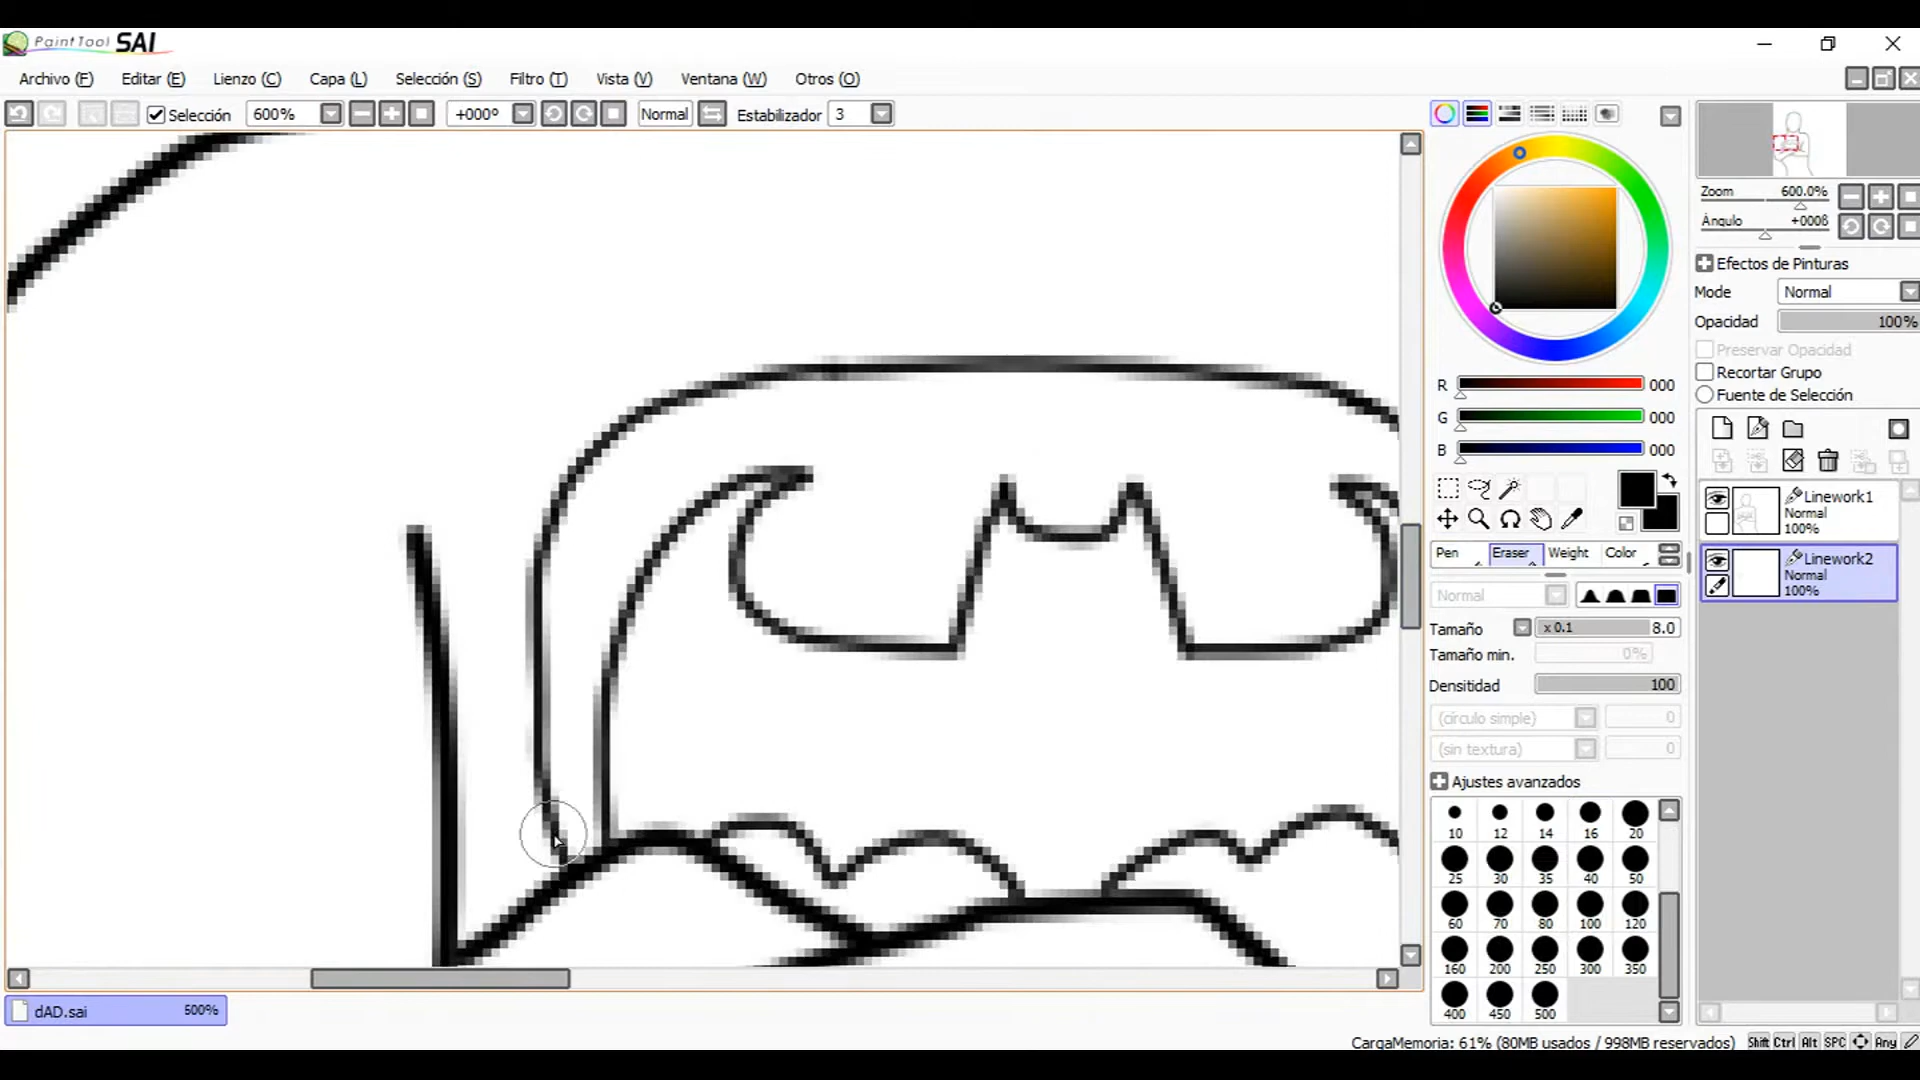 PaintTool SAI
Archivo (F) Editar (E) Lienzo (C) Capa (L) Selección (S) Filtro (T) Vista (V) Ventana (W) Otros (O)
Selección 600% +000º Normal Estabilizador 3
Zoom 600.0%
Ángulo +000ß
Efectos de Pinturas
Mode Normal
Opacidad 100%
Preservar Opacidad
Recortar Grupo
Fuente de Selección
R 000
G 000
B 000
Linework1
Normal
100%
Linework2
Normal
100%
Pen Eraser Weight Color
Normal
Tamaño x 0.1 8.0
Tamaño min. 0%
Densitidad 100
(círculo simple) 0
(sin textura) 0
Ajustes avanzados
10 12 14 16 20
25 30 35 40 50
60 70 80 100 120
160 200 250 300 350
400 450 500
dAD.sai 500%
CargaMemoria: 61% (80MB usados / 998MB reservados) Shift Ctrl Alt SPC Any